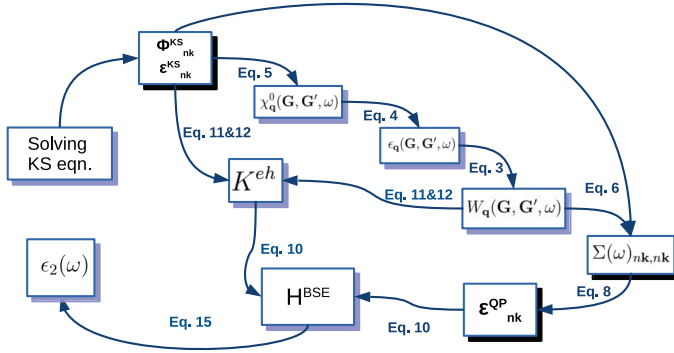 Φ^KS_nk
ε^KS_nk
Eq. 5
χ^0_q(G, G′, ω)
Eq. 4
Solving
KS eqn.
Eq. 11&12
ϵ_q(G, G′, ω)
Eq. 3
K^eh
Eq. 11&12
W_q(G, G′, ω)
Eq. 6
Eq. 10
Σ(ω)_nk,nk
ϵ_2(ω)
H^BSE
Eq. 8
ε^QP_nk
Eq. 15
Eq. 10